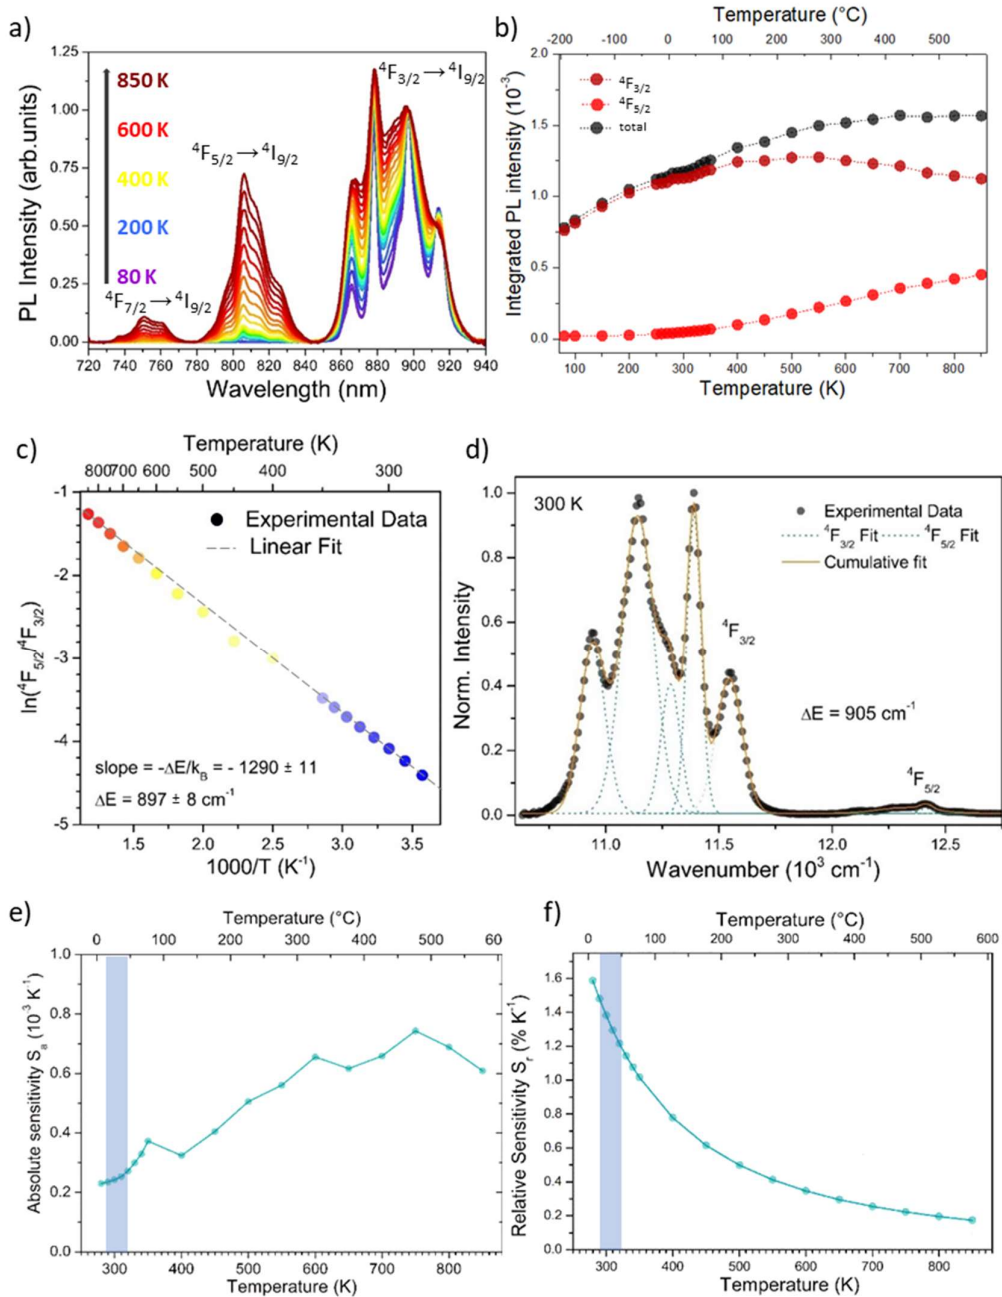 a)
1.25
1.00
0.75
0.50
0.25
0.00
PL Intensity (arb.units)
850 K
600 K
400 K
200 K
80 K
⁴F₃/₂→⁴I₉/₂
⁴F₅/₂→⁴I₉/₂
⁴F₇/₂→⁴I₉/₂
720 740 760 780 800 820 840 860 880 900 920 940
Wavelength (nm)
b)
Temperature (°C)
-200 -100 0 100 200 300 400 500
2.0
1.5
1.0
0.5
0.0
Integrated PL intensity (10⁻³)
⁴F₃/₂
⁴F₅/₂
total
100 200 300 400 500 600 700 800
Temperature (K)
c)
Temperature (K)
800 700 600 500 400 300
-1
-2
-3
-4
-5
ln(⁴F₅/₂/⁴F₃/₂)
Experimental Data
Linear Fit
slope = -ΔE/k_B = - 1290 ± 11
ΔE = 897 ± 8 cm⁻¹
1.5 2.0 2.5 3.0 3.5
1000/T (K⁻¹)
d)
300 K
1.0
0.8
0.6
0.4
0.2
0.0
Norm. Intensity
Experimental Data
⁴F₃/₂ Fit ⁴F₅/₂ Fit
Cumulative fit
⁴F₃/₂
ΔE = 905 cm⁻¹
⁴F₅/₂
11.0 11.5 12.0 12.5
Wavenumber (10³ cm⁻¹)
e)
Temperature (°C)
0 100 200 300 400 500 60
1.0
0.8
0.6
0.4
0.2
0.0
Absolute sensitivity Sₐ (10⁻³ K⁻¹)
300 400 500 600 700 800
Temperature (K)
f)
Temperature (°C)
0 100 200 300 400 500 600
1.6
1.4
1.2
1.0
0.8
0.6
0.4
0.2
0.0
Relative Sensitivity Sᵣ (% K⁻¹)
300 400 500 600 700 800
Temperature (K)